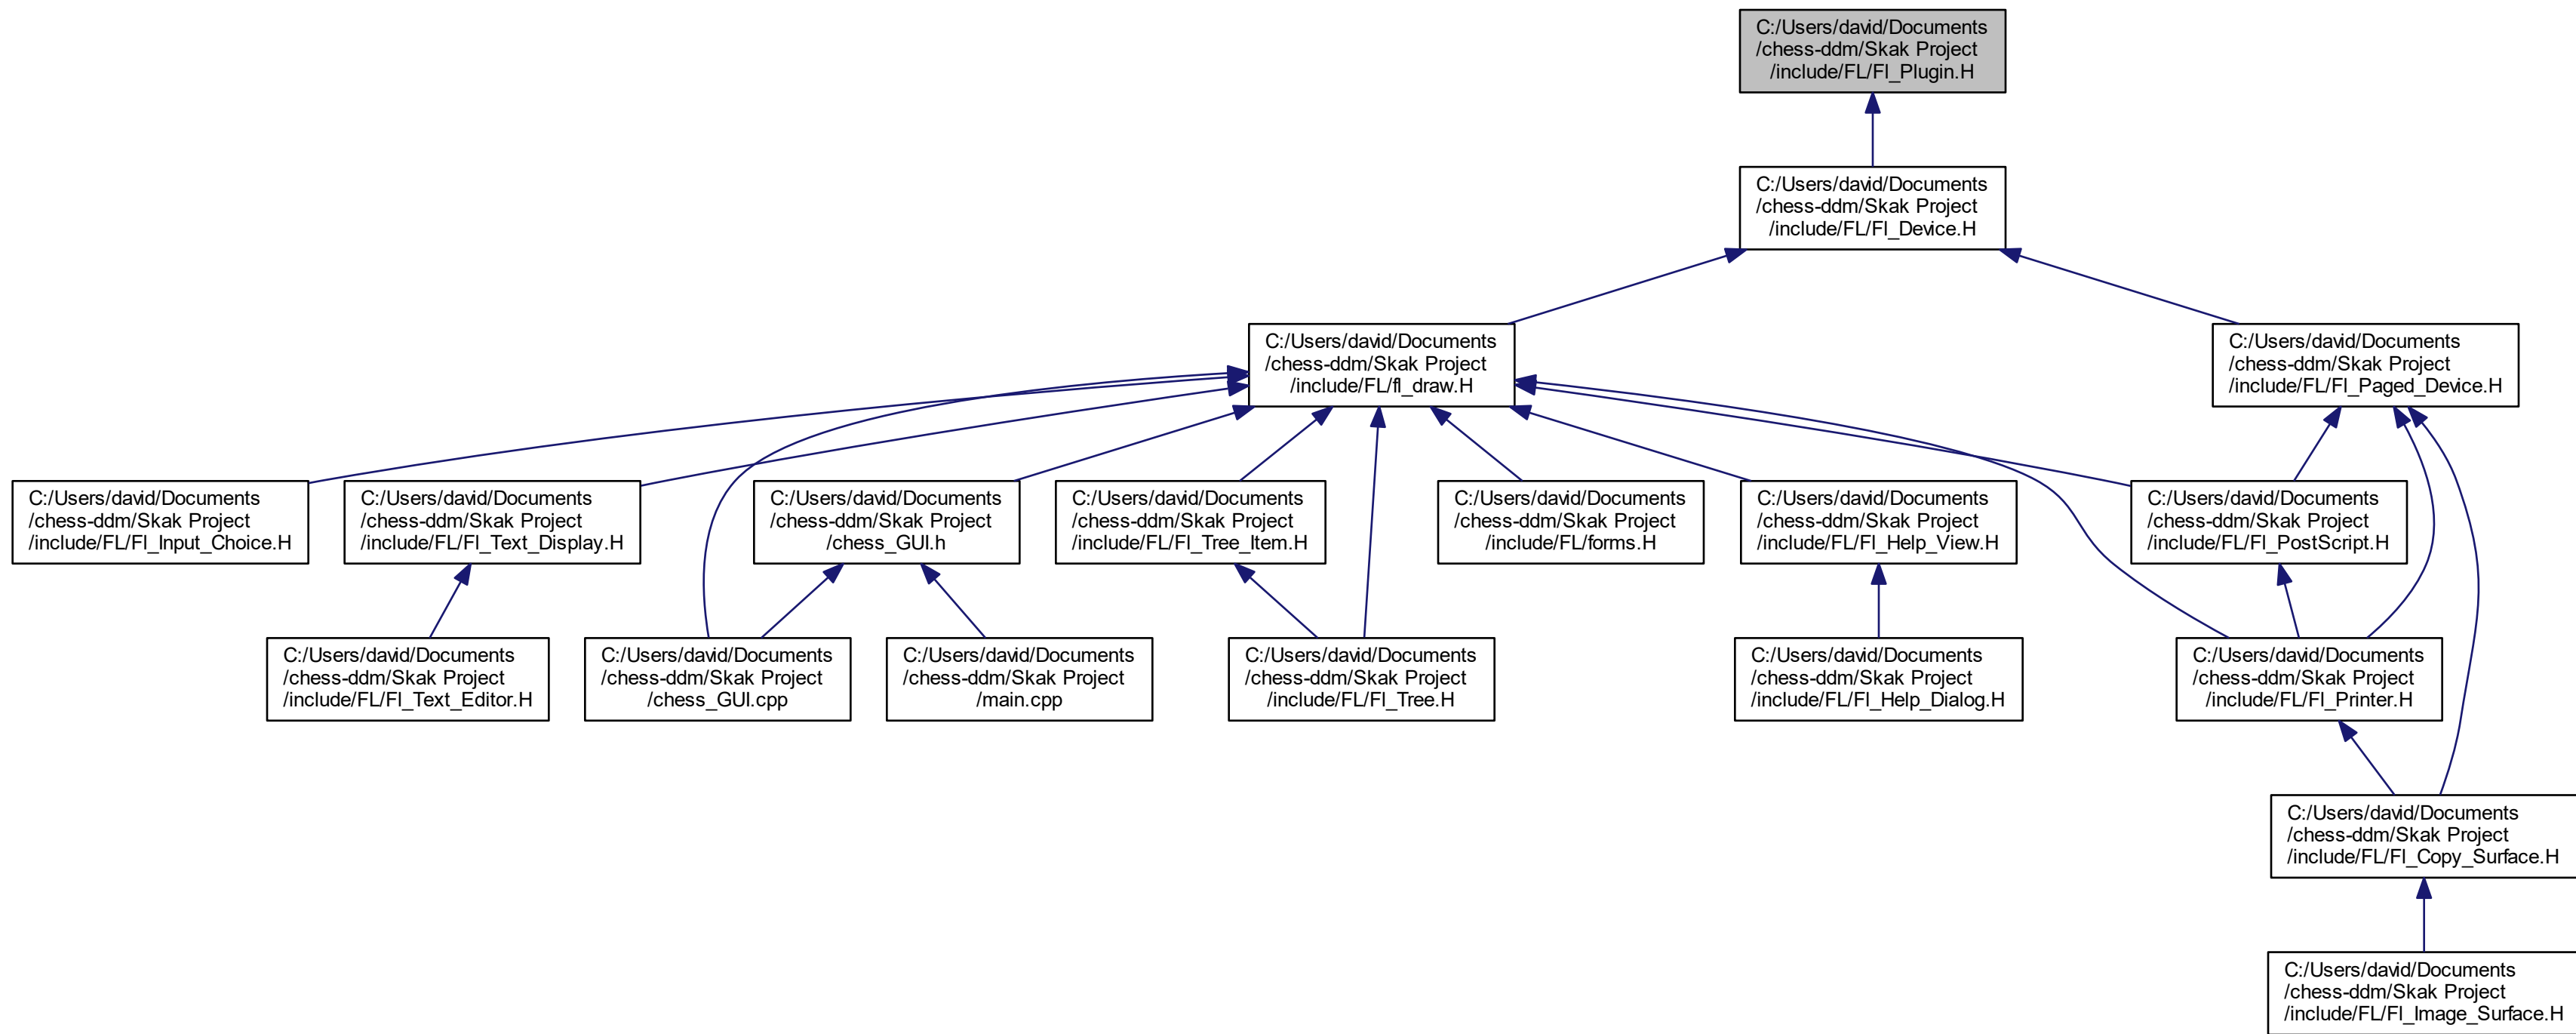 C:/Users/david/Documents
/chess-ddm/Skak Project
/include/FL/Fl_Plugin.H
C:/Users/david/Documents
/chess-ddm/Skak Project
/include/FL/Fl_Device.H
C:/Users/david/Documents
/chess-ddm/Skak Project
/include/FL/fl_draw.H
C:/Users/david/Documents
/chess-ddm/Skak Project
/include/FL/Fl_Paged_Device.H
C:/Users/david/Documents
/chess-ddm/Skak Project
/include/FL/Fl_Input_Choice.H
C:/Users/david/Documents
/chess-ddm/Skak Project
/include/FL/Fl_Text_Display.H
C:/Users/david/Documents
/chess-ddm/Skak Project
/chess_GUI.h
C:/Users/david/Documents
/chess-ddm/Skak Project
/include/FL/Fl_Tree_Item.H
C:/Users/david/Documents
/chess-ddm/Skak Project
/include/FL/forms.H
C:/Users/david/Documents
/chess-ddm/Skak Project
/include/FL/Fl_Help_View.H
C:/Users/david/Documents
/chess-ddm/Skak Project
/include/FL/Fl_PostScript.H
C:/Users/david/Documents
/chess-ddm/Skak Project
/include/FL/Fl_Text_Editor.H
C:/Users/david/Documents
/chess-ddm/Skak Project
/chess_GUI.cpp
C:/Users/david/Documents
/chess-ddm/Skak Project
/main.cpp
C:/Users/david/Documents
/chess-ddm/Skak Project
/include/FL/Fl_Tree.H
C:/Users/david/Documents
/chess-ddm/Skak Project
/include/FL/Fl_Help_Dialog.H
C:/Users/david/Documents
/chess-ddm/Skak Project
/include/FL/Fl_Printer.H
C:/Users/david/Documents
/chess-ddm/Skak Project
/include/FL/Fl_Copy_Surface.H
C:/Users/david/Documents
/chess-ddm/Skak Project
/include/FL/Fl_Image_Surface.H